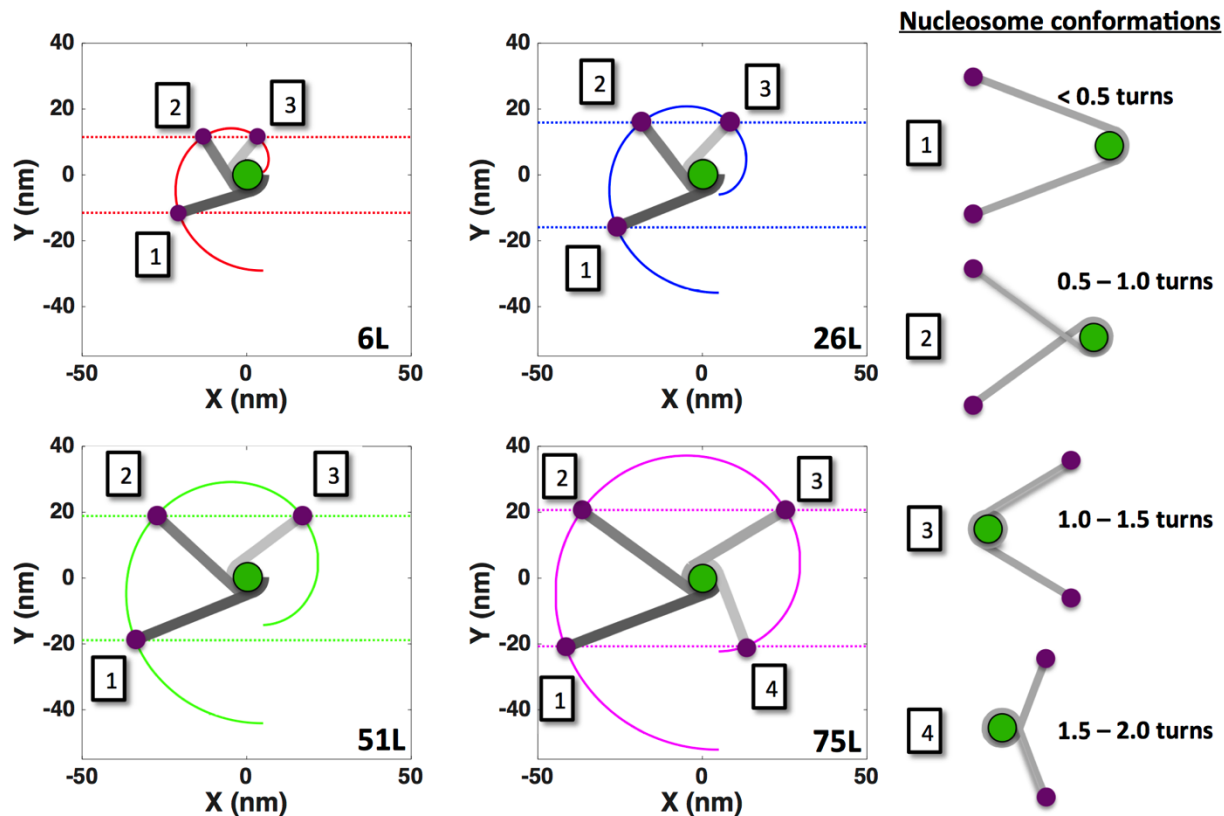 Nucleosome conformations
40
20
0
-20
-40
Y (nm)
2
3
1
6L
-50
0
50
X (nm)
40
20
0
-20
-40
Y (nm)
2
3
1
26L
-50
0
50
X (nm)
40
20
0
-20
-40
Y (nm)
2
3
1
51L
-50
0
50
X (nm)
40
20
0
-20
-40
Y (nm)
2
3
1
4
75L
-50
0
50
X (nm)
< 0.5 turns
1
0.5 – 1.0 turns
2
3
1.0 – 1.5 turns
4
1.5 – 2.0 turns